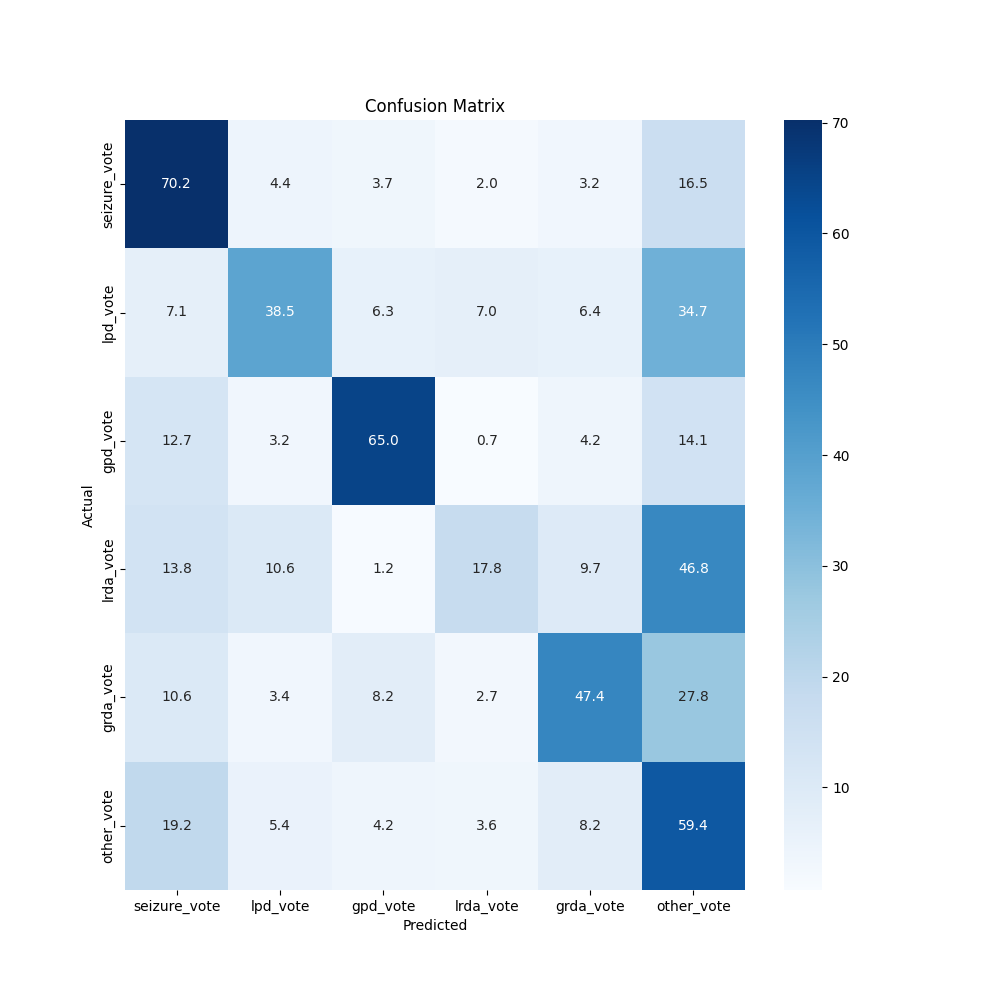 Confusion Matrix
seizure_vote 70.2 4.4 3.7 2.0 3.2 16.5
lpd_vote 7.1 38.5 6.3 7.0 6.4 34.7
gpd_vote 12.7 3.2 65.0 0.7 4.2 14.1
lrda_vote 13.8 10.6 1.2 17.8 9.7 46.8
grda_vote 10.6 3.4 8.2 2.7 47.4 27.8
other_vote 19.2 5.4 4.2 3.6 8.2 59.4
seizure_vote lpd_vote gpd_vote lrda_vote grda_vote other_vote
Predicted
Actual
70
60
50
40
30
20
10